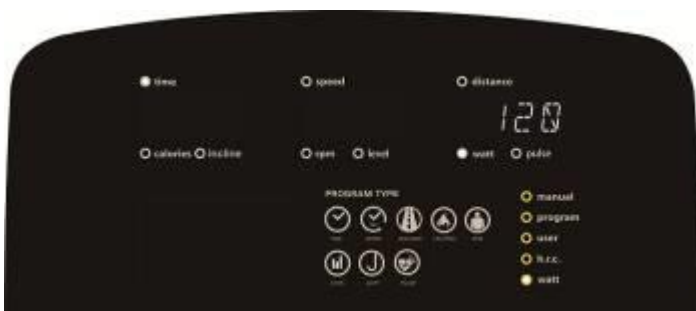 time speed distance
120
calories incline rpm level watt pulse
PROGRAM TYPE
manual
program
user
h.r.c.
watt